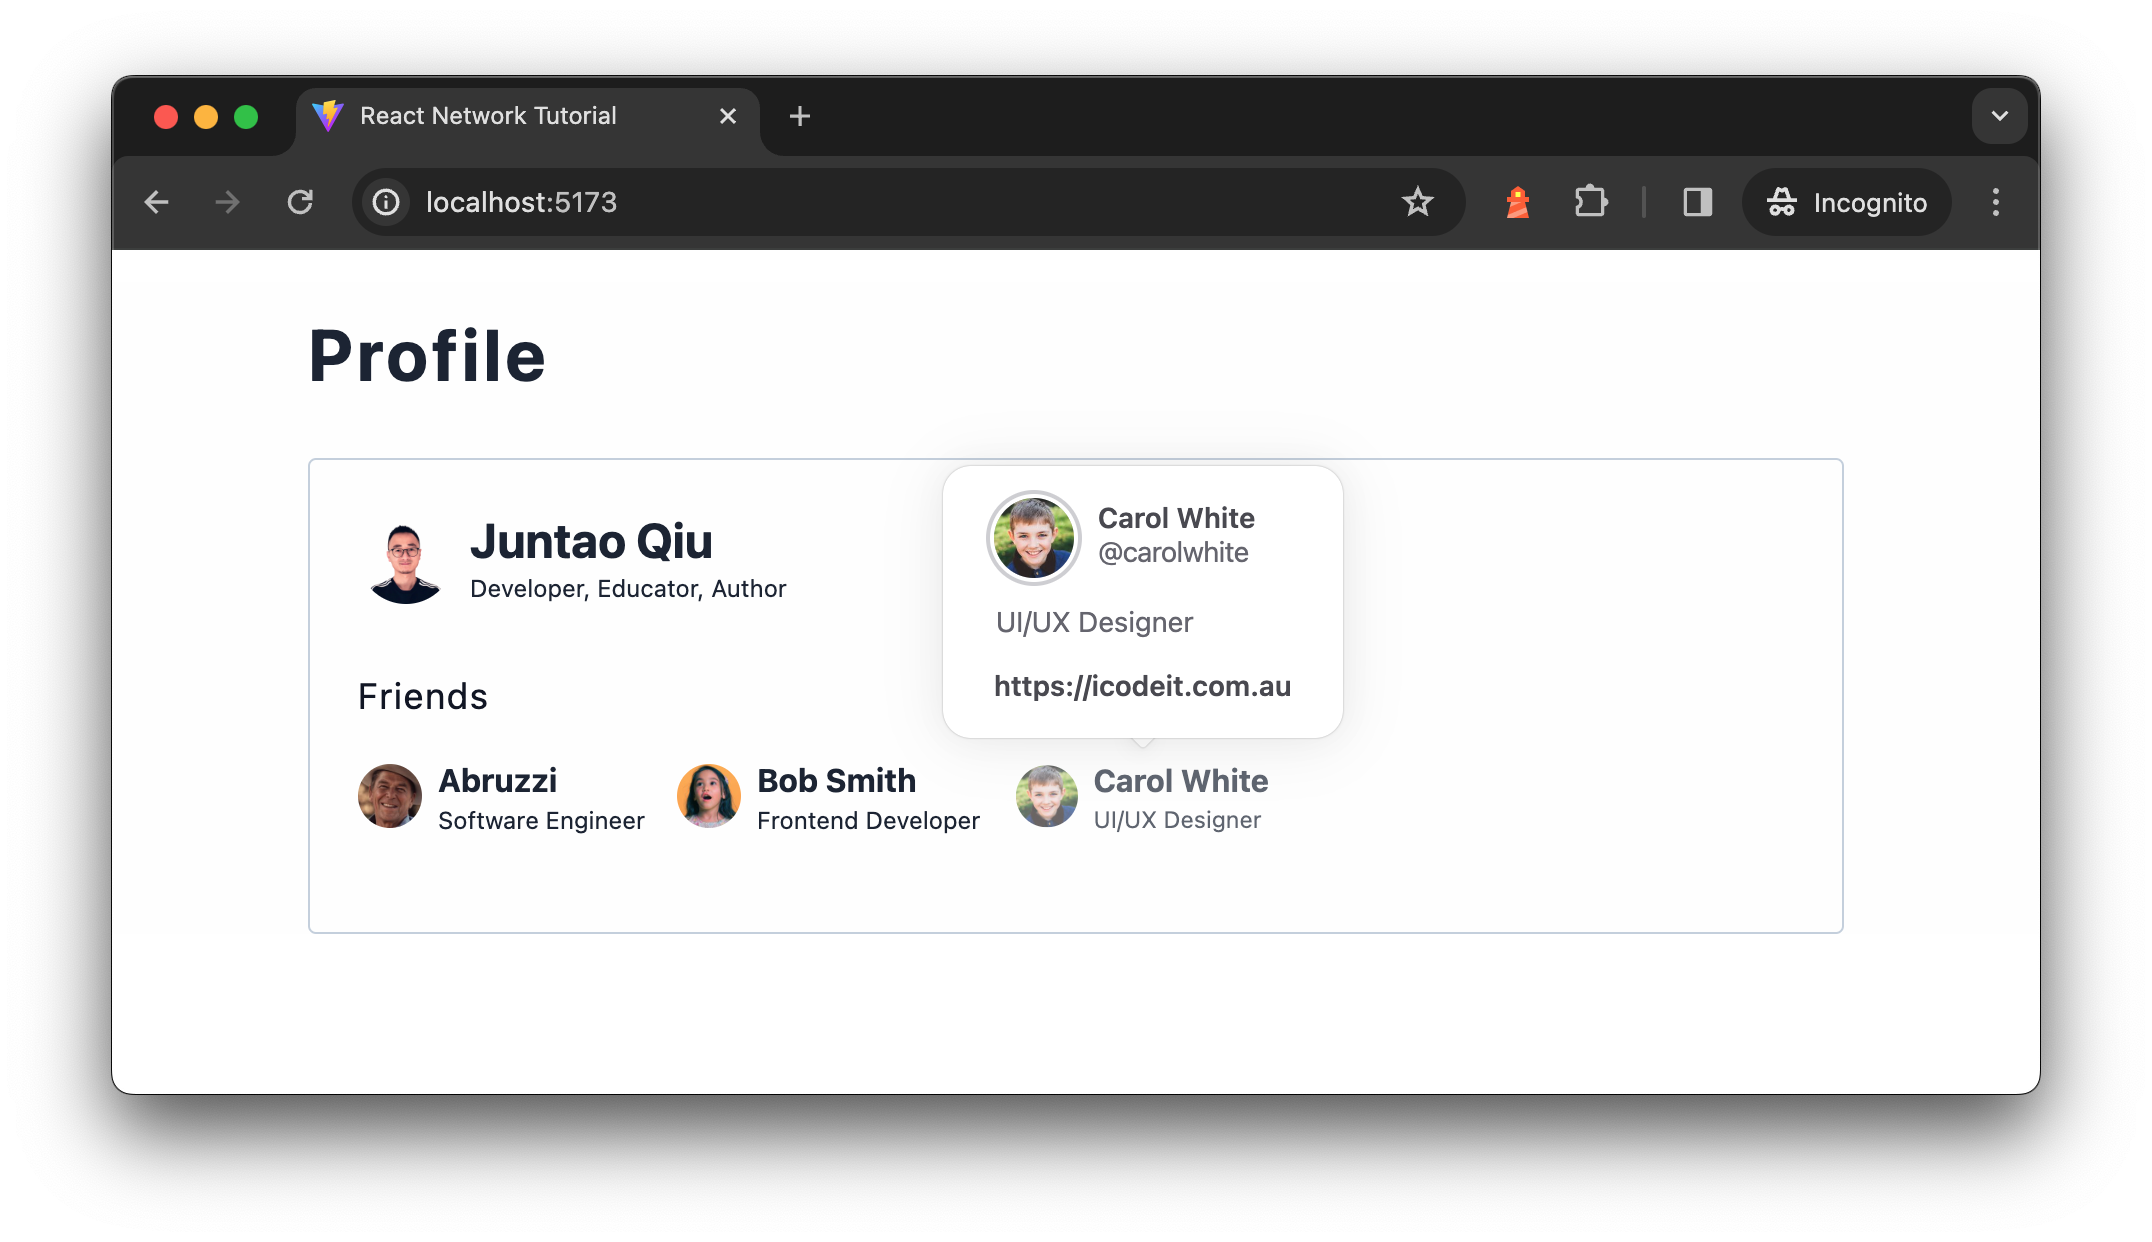 React Network Tutorial
localhost:5173
Incognito
Profile
Juntao Qiu
Developer, Educator, Author
Carol White
@carolwhite
UI/UX Designer
https://icodeit.com.au
Friends
Abruzzi
Software Engineer
Bob Smith
Frontend Developer
Carol White
UI/UX Designer